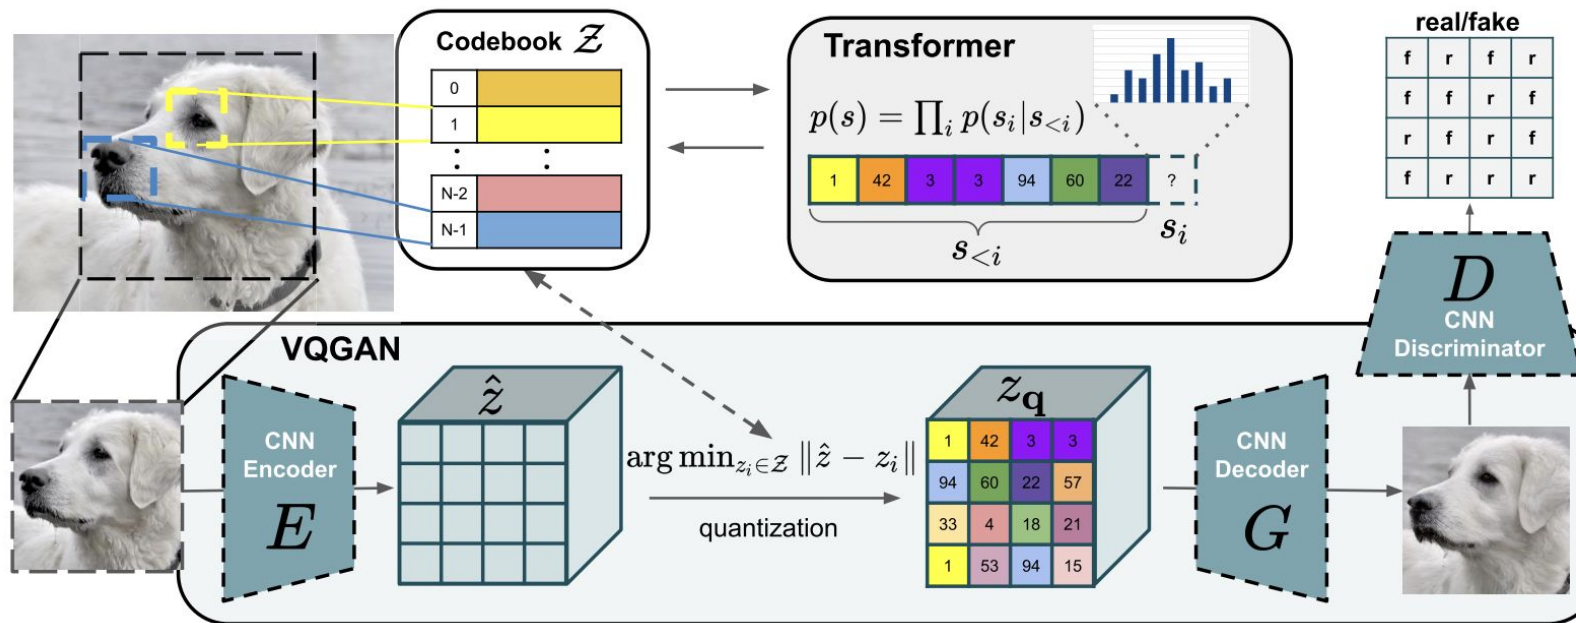 Codebook 𝒵
0
1
⋮ ⋮
N-2
N-1
Transformer
p(s) = ∏ᵢ p(sᵢ|s<ᵢ)
1 42 3 3 94 60 22 ?
s<ᵢ
sᵢ
real/fake
f r f r
f f r f
r f r f
f r r r
D
CNN
Discriminator
VQGAN
CNN
Encoder
E
ẑ
arg min_{zᵢ∈𝒵} ‖ẑ − zᵢ‖
quantization
z_q
1 42 3 3
94 60 22 57
33 4 18 21
1 53 94 15
CNN
Decoder
G